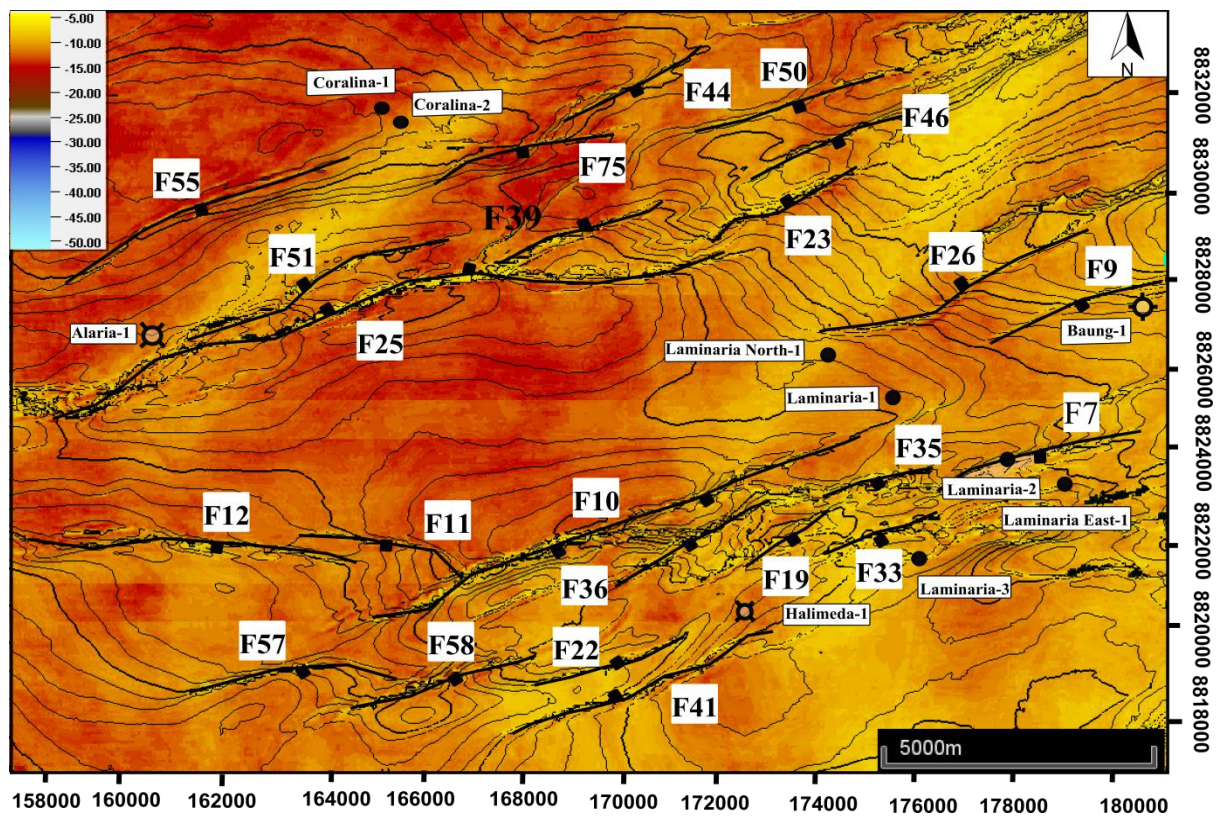 -5.00
-10.00
-15.00
-20.00
-25.00
-30.00
-35.00
-40.00
-45.00
-50.00
N
Coralina-1
Coralina-2
F44
F50
F46
F55
F75
F39
F51
F23
F26
F9
Alaria-1
F25
Baung-1
Laminaria North-1
Laminaria-1
F7
F35
F10
Laminaria-2
F12
F11
Laminaria East-1
F36
F19
F33
Laminaria-3
Halimeda-1
F57
F58
F22
F41
5000m
8832000
8830000
8828000
8826000
8824000
8822000
8820000
8818000
158000 160000 162000 164000 166000 168000 170000 172000 174000 176000 178000 180000